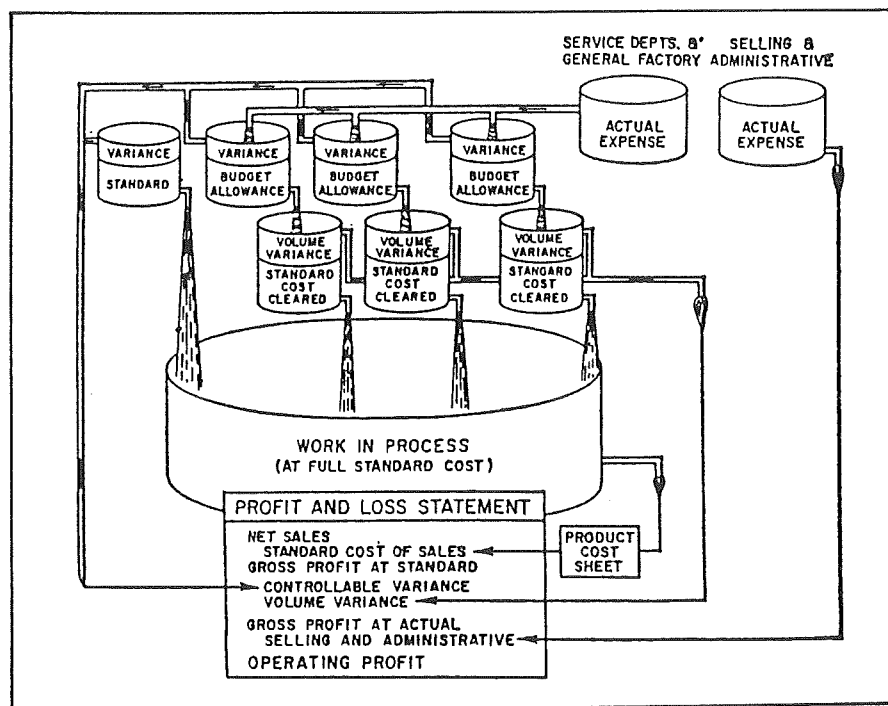 SERVICE DEPTS. &
GENERAL FACTORY
SELLING &
ADMINISTRATIVE
ACTUAL
EXPENSE
ACTUAL
EXPENSE
VARIANCE
STANDARD
VARIANCE
BUDGET
ALLOWANCE
VARIANCE
BUDGET
ALLOWANCE
VARIANCE
BUDGET
ALLOWANCE
VOLUME
VARIANCE
STANDARD
COST
CLEARED
VOLUME
VARIANCE
STANDARD
COST
CLEARED
VOLUME
VARIANCE
STANDARD
COST
CLEARED
WORK IN PROCESS
(AT FULL STANDARD COST)
PROFIT AND LOSS STATEMENT
NET SALES
STANDARD COST OF SALES
GROSS PROFIT AT STANDARD
CONTROLLABLE VARIANCE
VOLUME VARIANCE
GROSS PROFIT AT ACTUAL
SELLING AND ADMINISTRATIVE
OPERATING PROFIT
PRODUCT
COST
SHEET